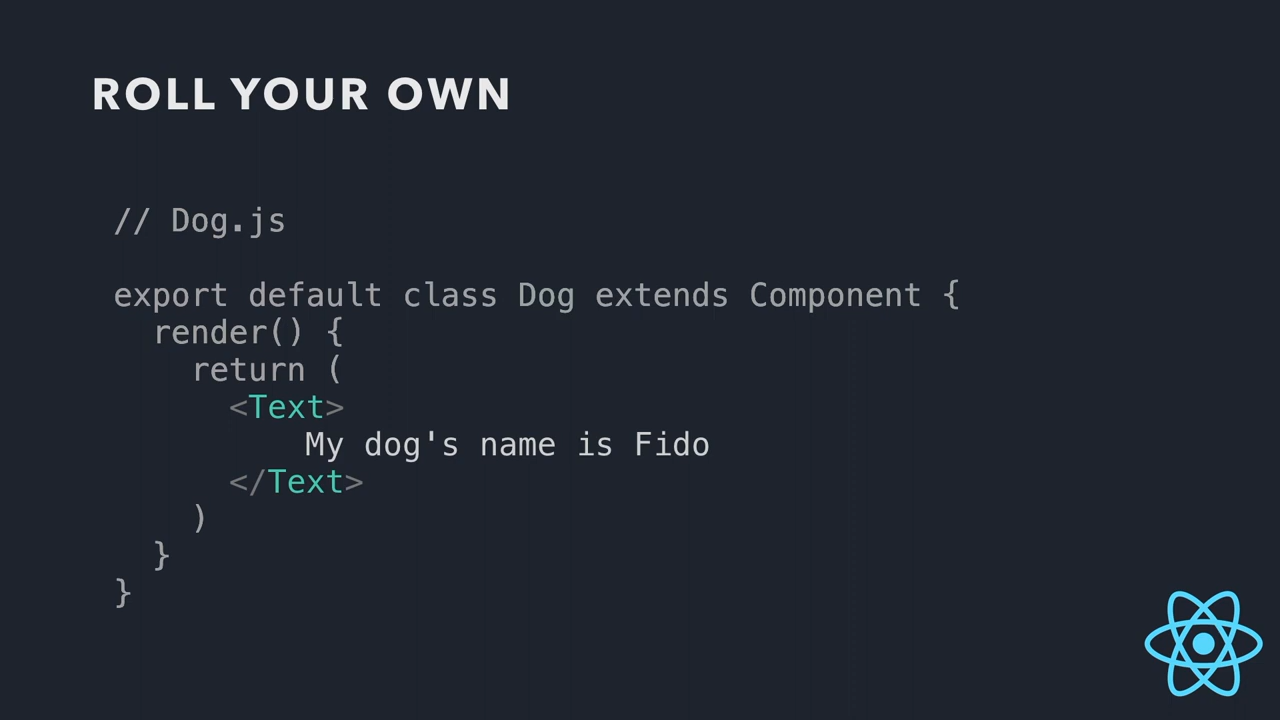 ROLL YOUR OWN
// Dog.js
export default class Dog extends Component {
  render() {
    return (
      <Text>
          My dog's name is Fido
      </Text>
    )
  }
}